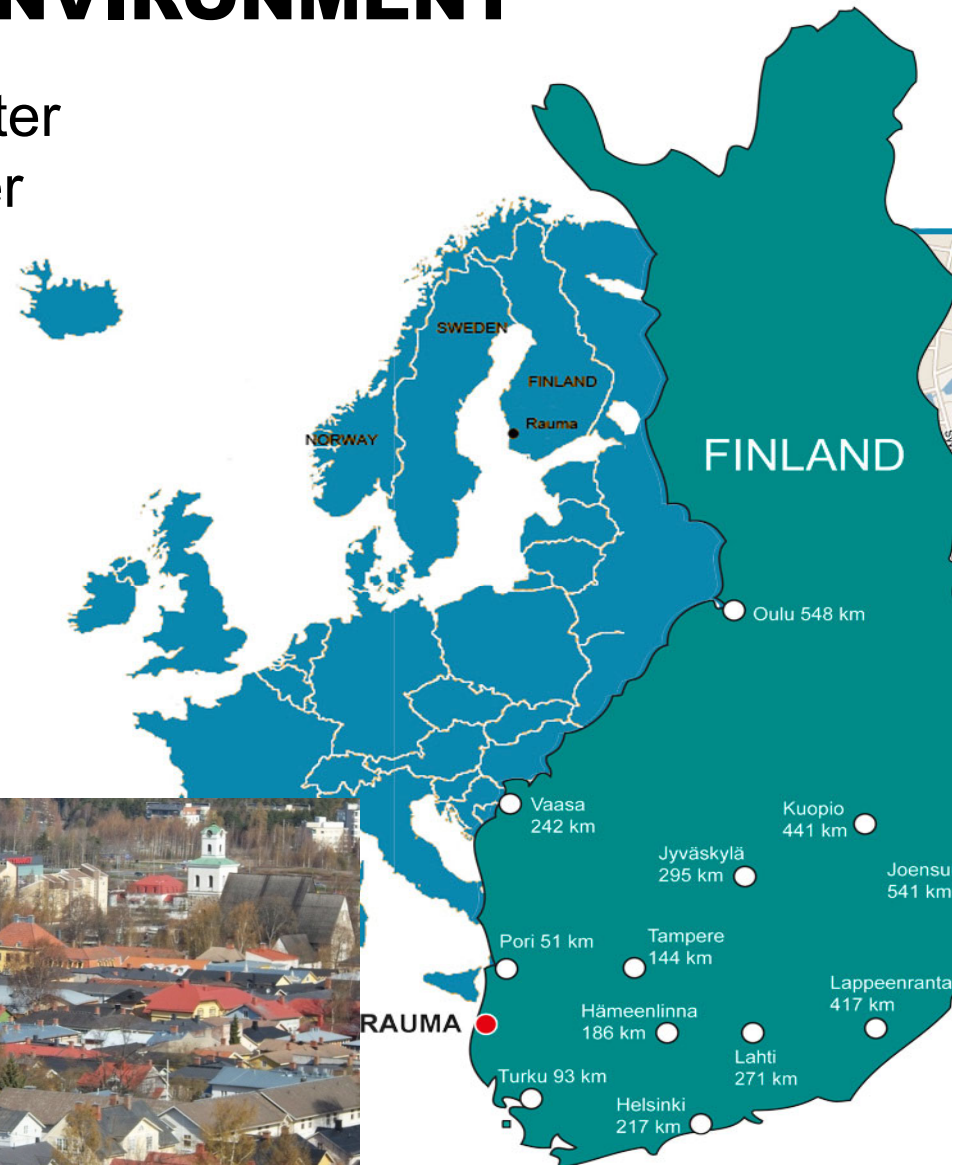 NVIRONMENT
ter
er
SWEDEN
FINLAND
Rauma
NORWAY
FINLAND
Oulu 548 km
Vaasa
242 km
Kuopio
441 km
Jyväskylä
295 km
Joensu
541 km
Pori 51 km
Tampere
144 km
Lappeenranta
417 km
RAUMA
Hämeenlinna
186 km
Lahti
271 km
Turku 93 km
Helsinki
217 km